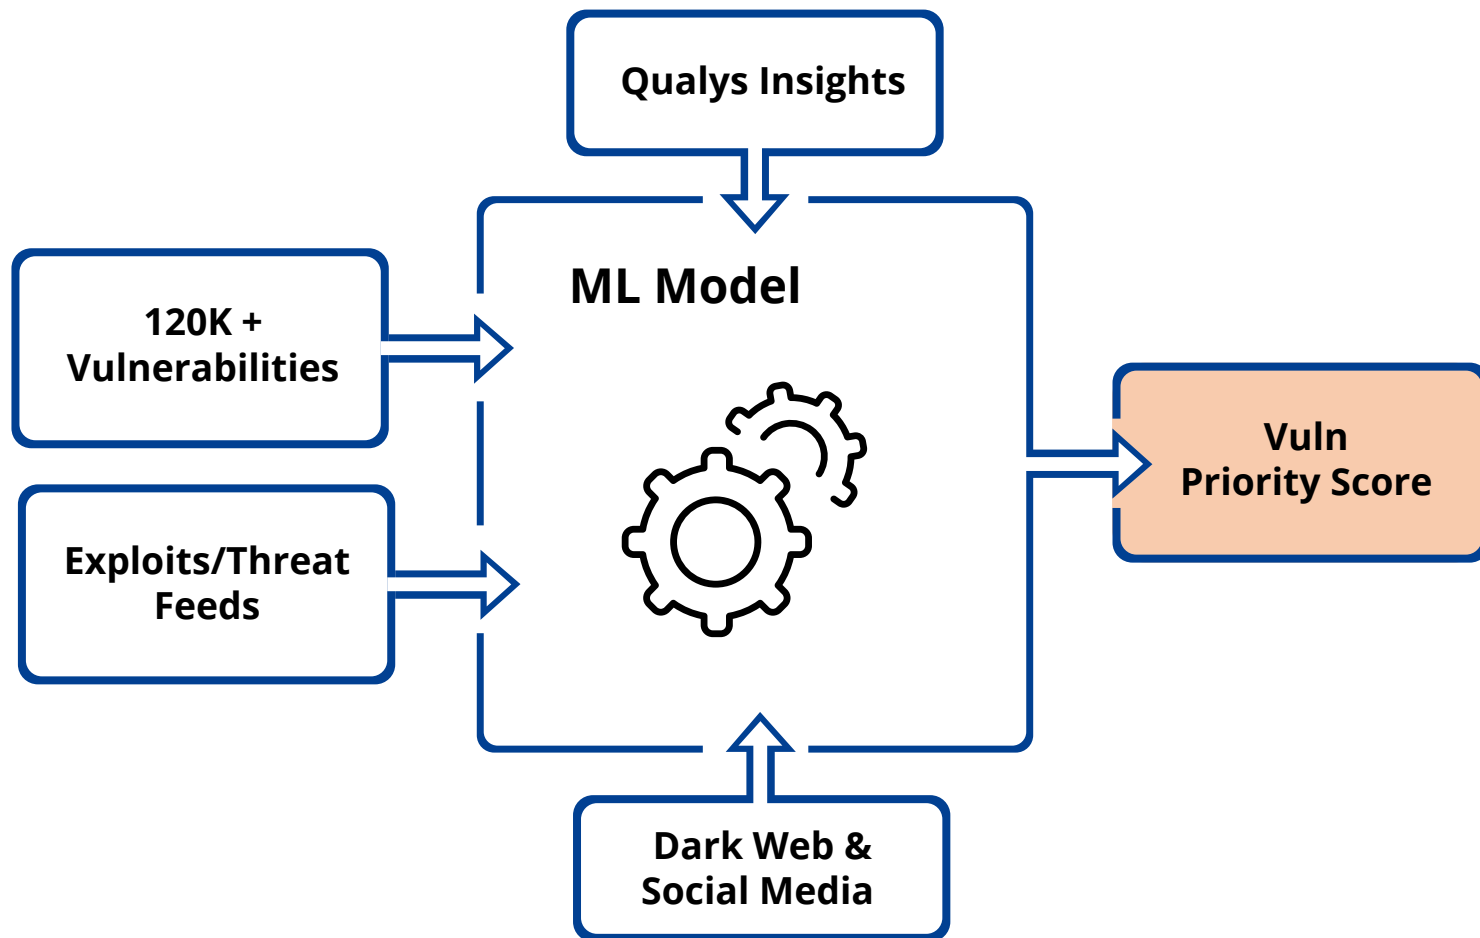 Qualys Insights
ML Model
120K +
Vulnerabilities
Exploits/Threat
Feeds
Vuln
Priority Score
Dark Web &
Social Media